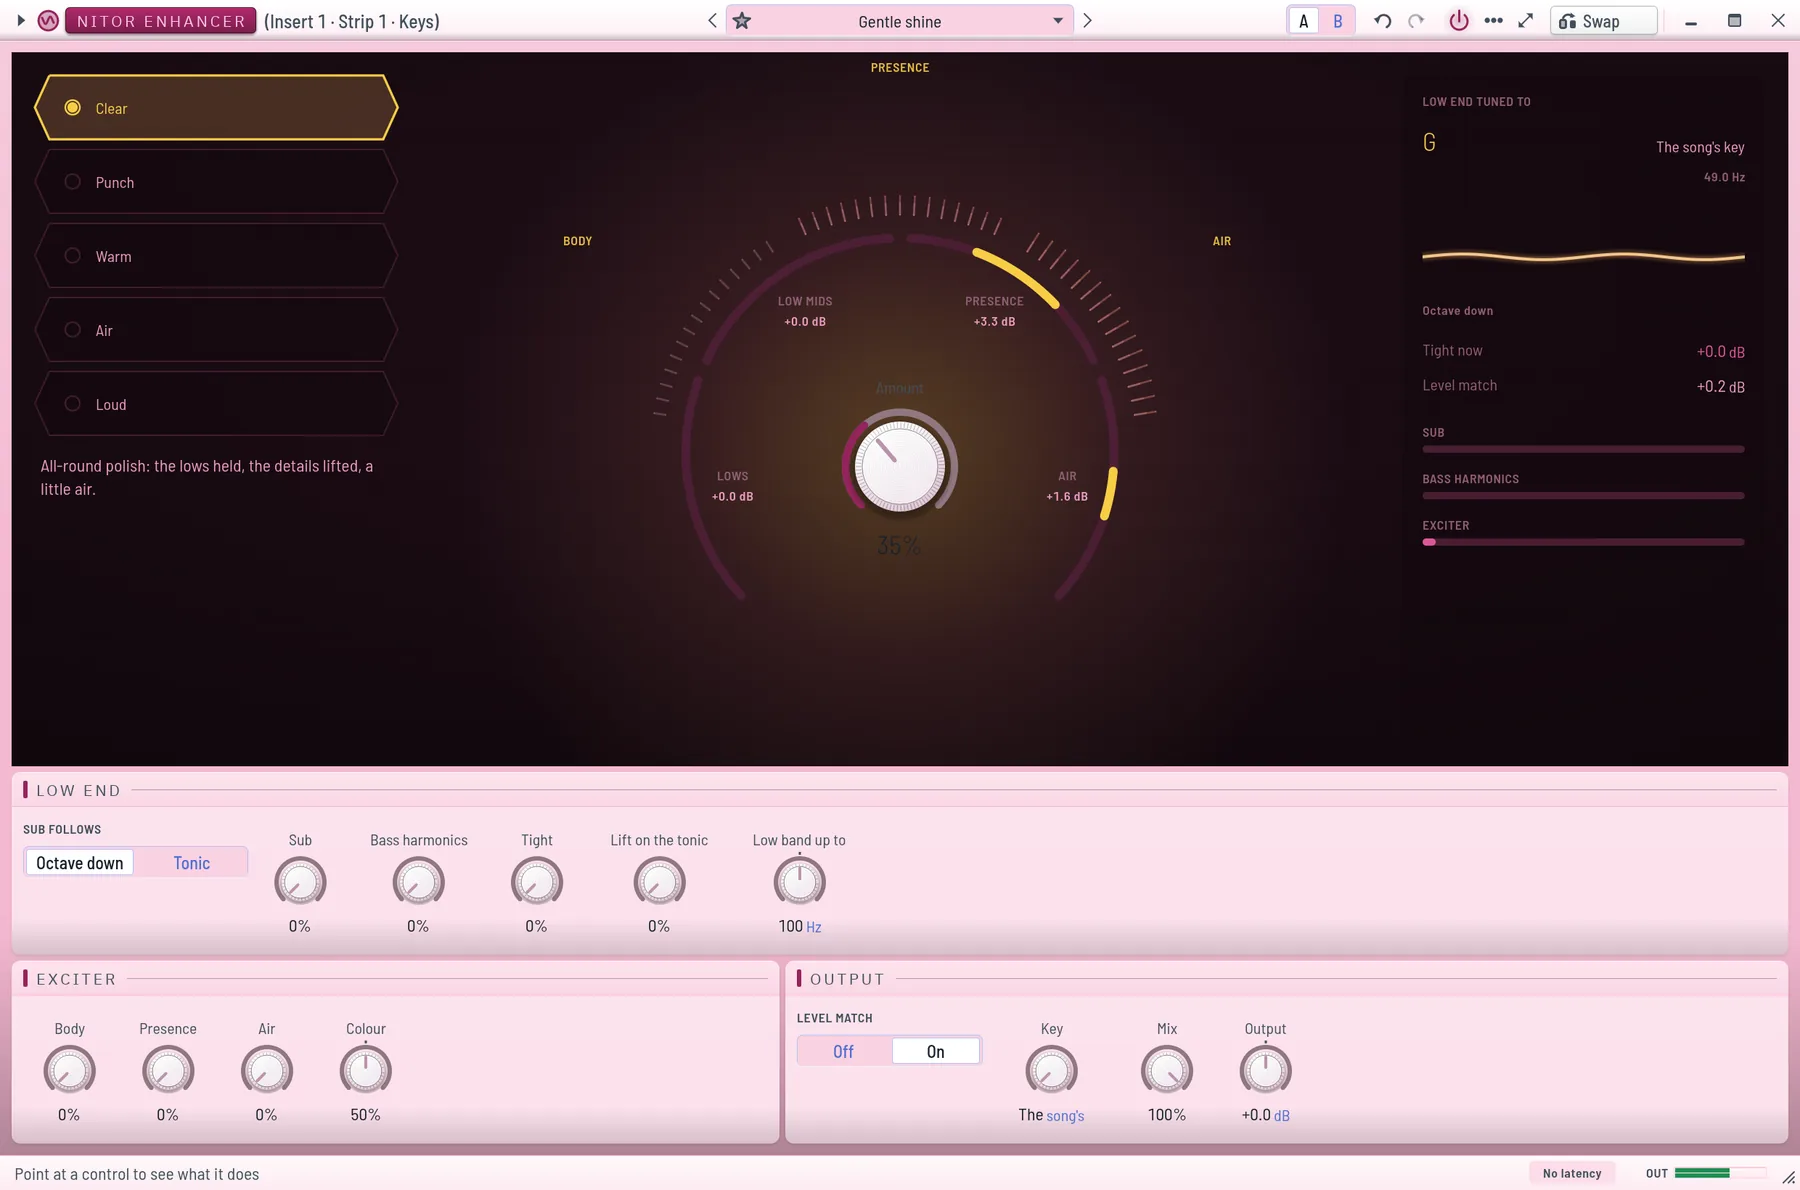 NITOR ENHANCER (Insert 1 · Strip 1 · Keys)
Gentle shine
A B
Swap
Clear
Punch
Warm
Air
Loud
All-round polish: the lows held, the details lifted, a
little air.
PRESENCE
BODY
AIR
LOW MIDS
+0.0 dB
PRESENCE
+3.3 dB
Amount
LOWS
+0.0 dB
AIR
+1.6 dB
35%
LOW END TUNED TO
G
The song's key
49.0 Hz
Octave down
Tight now +0.0 dB
Level match +0.2 dB
SUB
BASS HARMONICS
EXCITER
LOW END
SUB FOLLOWS
Octave down Tonic
Sub
0%
Bass harmonics
0%
Tight
0%
Lift on the tonic
0%
Low band up to
100 Hz
EXCITER
Body
0%
Presence
0%
Air
0%
Colour
50%
OUTPUT
LEVEL MATCH
Off On
Key
The song's
Mix
100%
Output
+0.0 dB
Point at a control to see what it does
No latency
OUT